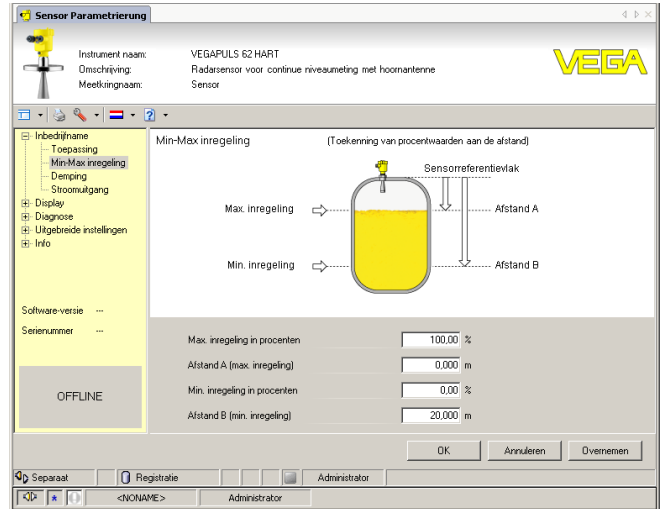 Sensor Parametrierung
Instrument naam: VEGAPULS 62 HART
Omschrijving: Radarsensor voor continue niveaumeting met hoornantenne
Meetkringnaam: Sensor
VEGA
Inbedrijfname
Toepassing
Min-Max inregeling
Demping
Stroomuitgang
Display
Diagnose
Uitgebreide instellingen
Info
Software-versie ---
Serienummer ---
OFFLINE
Min-Max inregeling (Toekenning van procentwaarden aan de afstand)
Sensorreferentievlak
Max. inregeling
Afstand A
Min. inregeling
Afstand B
Max. inregeling in procenten 100,00 %
Afstand A (max. inregeling) 0,000 m
Min. inregeling in procenten 0,00 %
Afstand B (min. inregeling) 20,000 m
OK Annuleren Overnemen
Separaat Registratie Administrator
<NONAME> Administrator